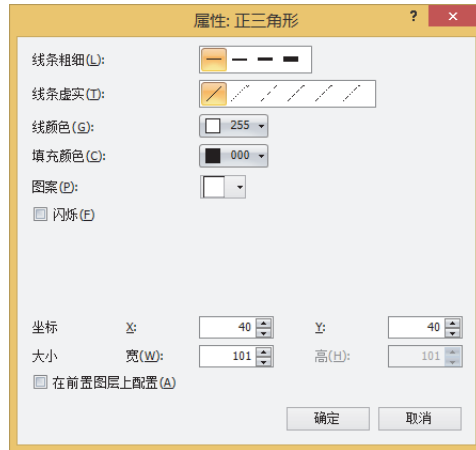 属性: 正三角形 ? ×
线条粗细(L):
线条虚实(T):
线颜色(G): 255
填充颜色(C): 000
图案(P):
闪烁(F)
坐标 X: 40 Y: 40
大小 宽(W): 101 高(H): 101
在前置图层上配置(A)
确定 取消